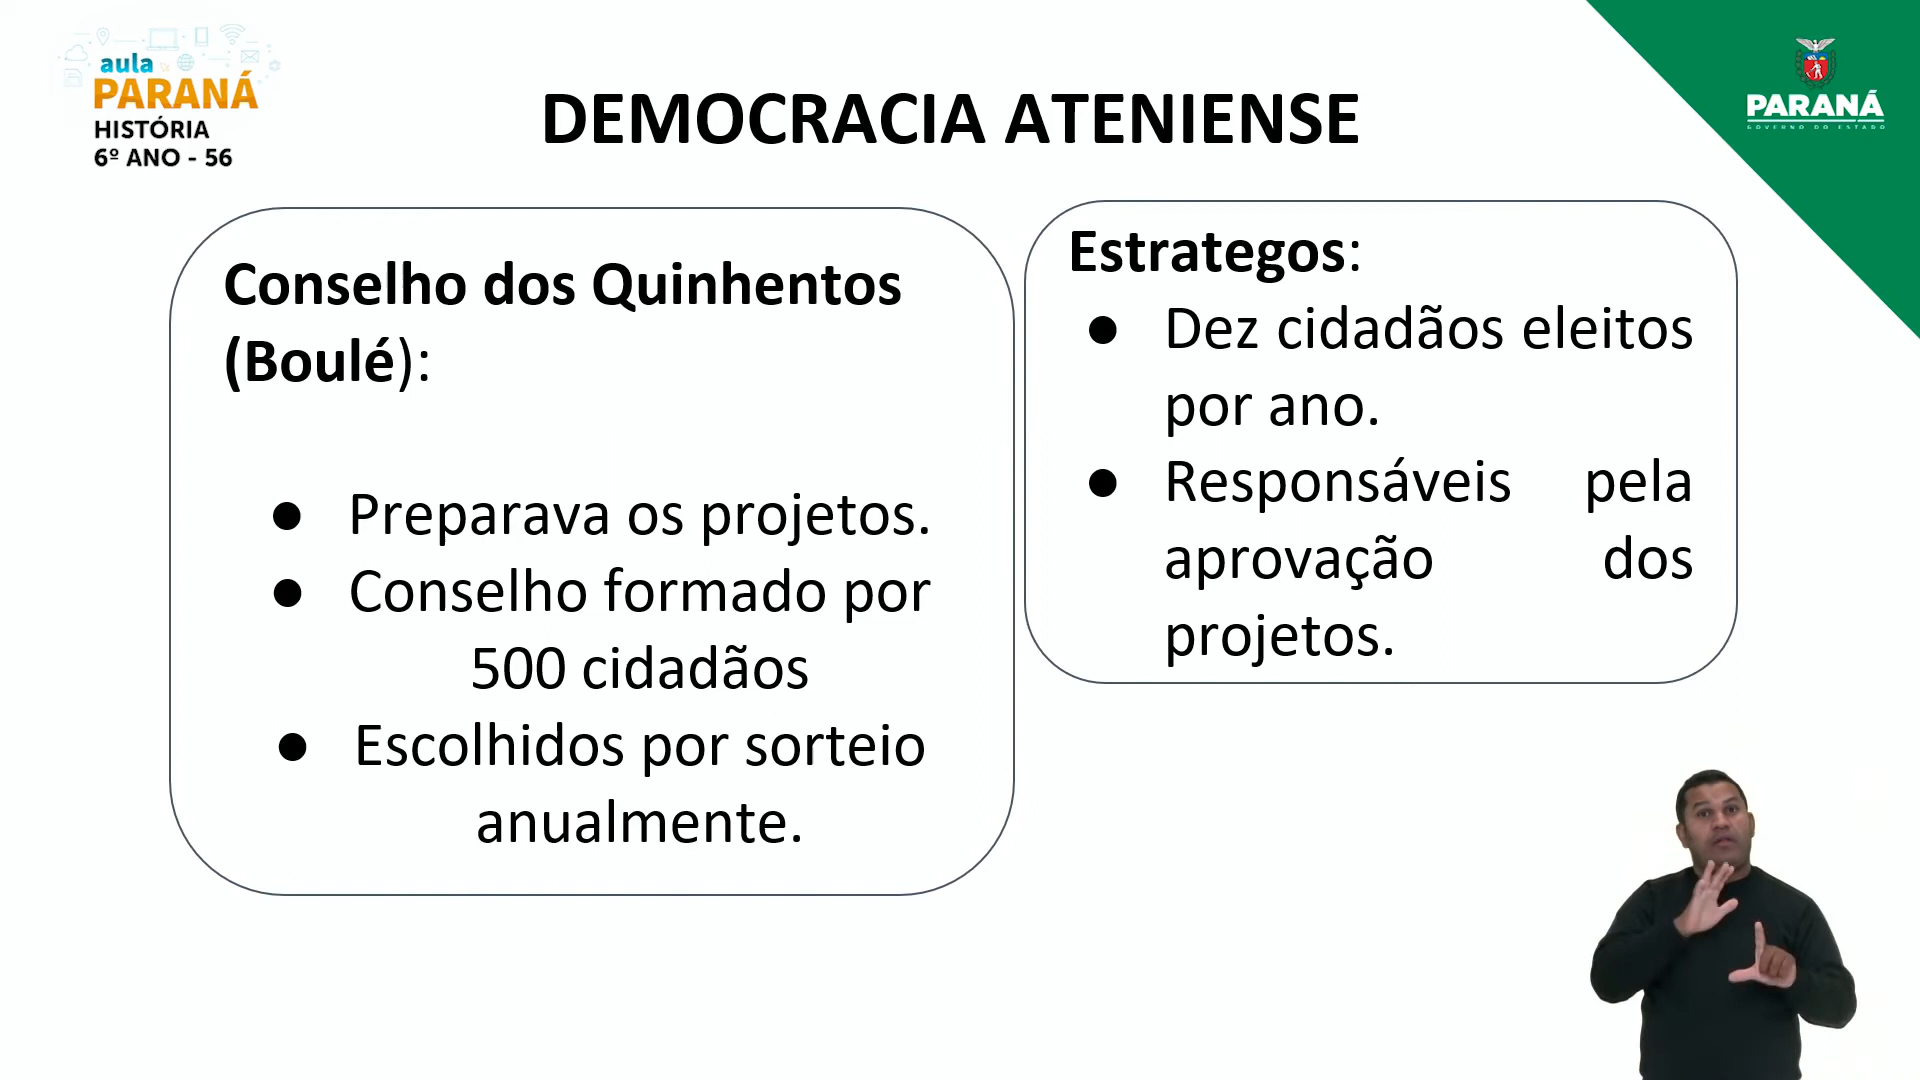 aula
PARANÁ
HISTÓRIA
6º ANO - 56
DEMOCRACIA ATENIENSE
PARANÁ
GOVERNO DO ESTADO
Conselho dos Quinhentos
(Boulé):
● Preparava os projetos.
● Conselho formado por
500 cidadãos
● Escolhidos por sorteio
anualmente.
Estrategos:
● Dez cidadãos eleitos
por ano.
● Responsáveis pela
aprovação dos
projetos.